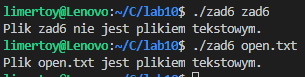 limertoy@Lenovo:~/C/lab10$ ./zad6 zad6
Plik zad6 nie jest plikiem tekstowym.
limertoy@Lenovo:~/C/lab10$ ./zad6 open.txt
Plik open.txt jest plikiem tekstowym.